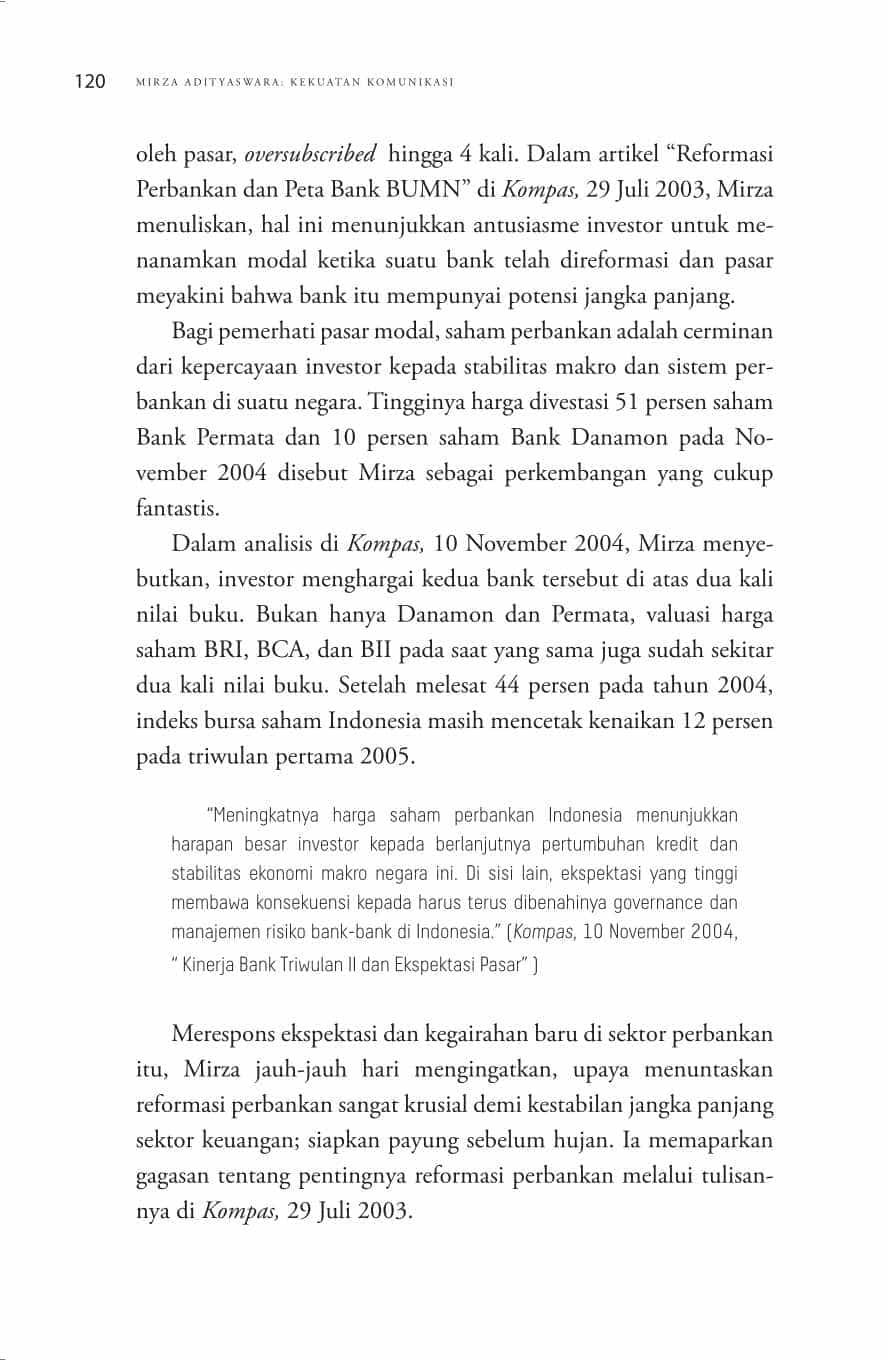 120 MIRZA ADITYASWARA: KEKUATAN KOMUNIKASI
oleh pasar, oversubscribed hingga 4 kali. Dalam artikel “Reformasi
Perbankan dan Peta Bank BUMN” di Kompas, 29 Juli 2003, Mirza
menuliskan, hal ini menunjukkan antusiasme investor untuk me-
nanamkan modal ketika suatu bank telah direformasi dan pasar
meyakini bahwa bank itu mempunyai potensi jangka panjang.
Bagi pemerhati pasar modal, saham perbankan adalah cerminan
dari kepercayaan investor kepada stabilitas makro dan sistem per-
bankan di suatu negara. Tingginya harga divestasi 51 persen saham
Bank Permata dan 10 persen saham Bank Danamon pada No-
vember 2004 disebut Mirza sebagai perkembangan yang cukup
fantastis.
Dalam analisis di Kompas, 10 November 2004, Mirza menye-
butkan, investor menghargai kedua bank tersebut di atas dua kali
nilai buku. Bukan hanya Danamon dan Permata, valuasi harga
saham BRI, BCA, dan BII pada saat yang sama juga sudah sekitar
dua kali nilai buku. Setelah melesat 44 persen pada tahun 2004,
indeks bursa saham Indonesia masih mencetak kenaikan 12 persen
pada triwulan pertama 2005.
“Meningkatnya harga saham perbankan Indonesia menunjukkan
harapan besar investor kepada berlanjutnya pertumbuhan kredit dan
stabilitas ekonomi makro negara ini. Di sisi lain, ekspektasi yang tinggi
membawa konsekuensi kepada harus terus dibenahinya governance dan
manajemen risiko bank-bank di Indonesia.” (Kompas, 10 November 2004,
“ Kinerja Bank Triwulan II dan Ekspektasi Pasar” )
Merespons ekspektasi dan kegairahan baru di sektor perbankan
itu, Mirza jauh-jauh hari mengingatkan, upaya menuntaskan
reformasi perbankan sangat krusial demi kestabilan jangka panjang
sektor keuangan; siapkan payung sebelum hujan. Ia memaparkan
gagasan tentang pentingnya reformasi perbankan melalui tulisan-
nya di Kompas, 29 Juli 2003.